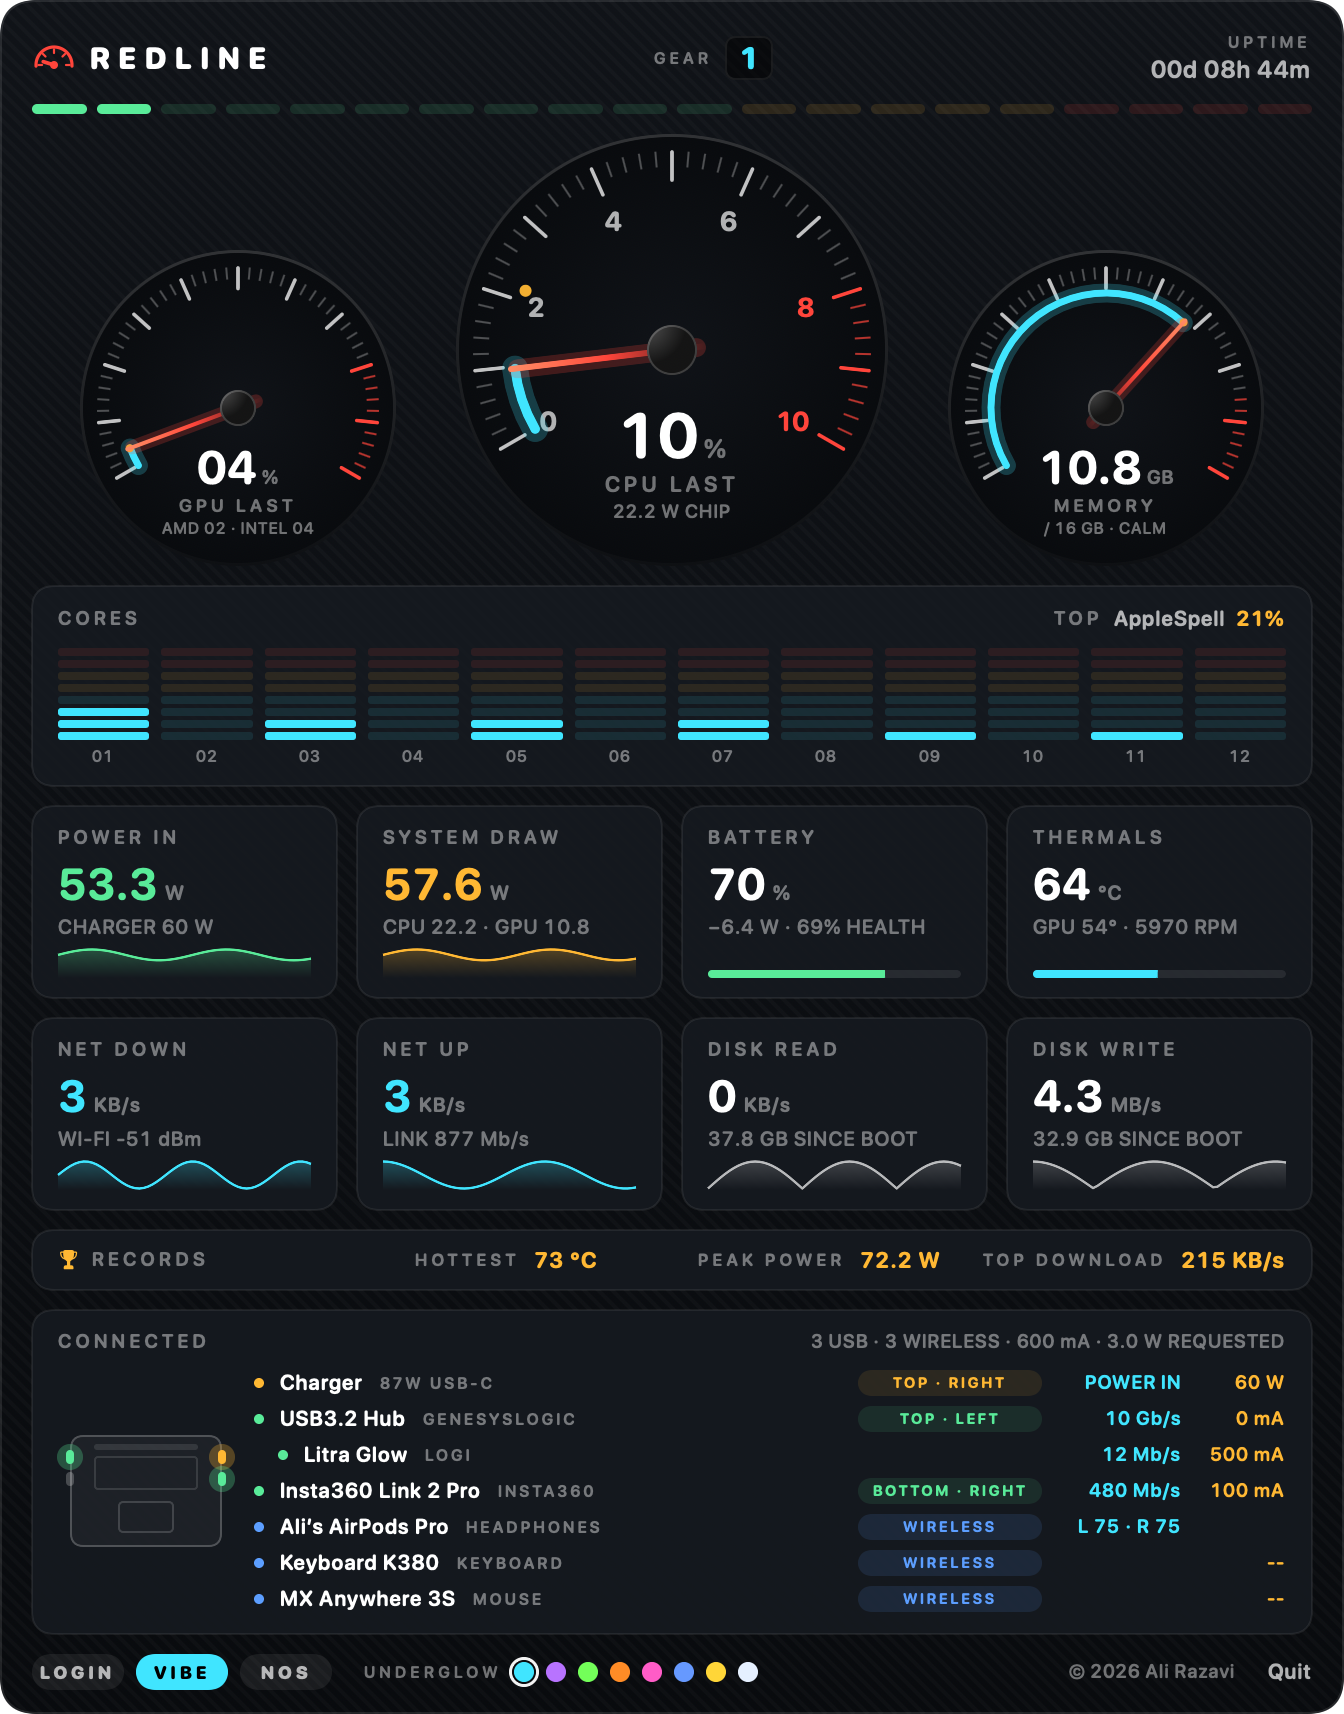 REDLINE
GEAR 1
UPTIME
00d 08h 44m
4 6
2 8
0 10
10 %
CPU LAST
22.2 W CHIP
04 %
GPU LAST
AMD 02 · INTEL 04
10.8 GB
MEMORY
/ 16 GB · CALM
CORES TOP AppleSpell 21%
01 02 03 04 05 06 07 08 09 10 11 12
POWER IN
53.3 W
CHARGER 60 W
SYSTEM DRAW
57.6 W
CPU 22.2 · GPU 10.8
BATTERY
70 %
−6.4 W · 69% HEALTH
THERMALS
64 °C
GPU 54° · 5970 RPM
NET DOWN
3 KB/s
WI-FI -51 dBm
NET UP
3 KB/s
LINK 877 Mb/s
DISK READ
0 KB/s
37.8 GB SINCE BOOT
DISK WRITE
4.3 MB/s
32.9 GB SINCE BOOT
RECORDS HOTTEST 73 °C PEAK POWER 72.2 W TOP DOWNLOAD 215 KB/s
CONNECTED 3 USB · 3 WIRELESS · 600 mA · 3.0 W REQUESTED
Charger 87W USB-C TOP · RIGHT POWER IN 60 W
USB3.2 Hub GENESYSLOGIC TOP · LEFT 10 Gb/s 0 mA
Litra Glow LOGI 12 Mb/s 500 mA
Insta360 Link 2 Pro INSTA360 BOTTOM · RIGHT 480 Mb/s 100 mA
Ali's AirPods Pro HEADPHONES WIRELESS L 75 · R 75
Keyboard K380 KEYBOARD WIRELESS --
MX Anywhere 3S MOUSE WIRELESS --
LOGIN VIBE NOS UNDERGLOW © 2026 Ali Razavi Quit